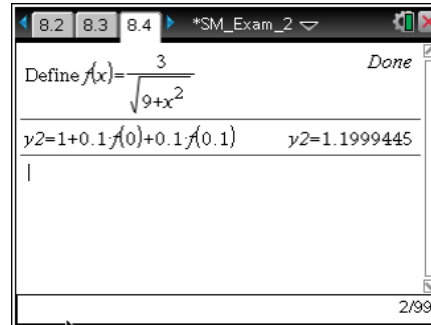 8.2 8.3 8.4 *SM_Exam_2
Define f(x)=3/√9+x² Done
y2=1+0.1·f(0)+0.1·f(0.1) y2=1.1999445
2/99